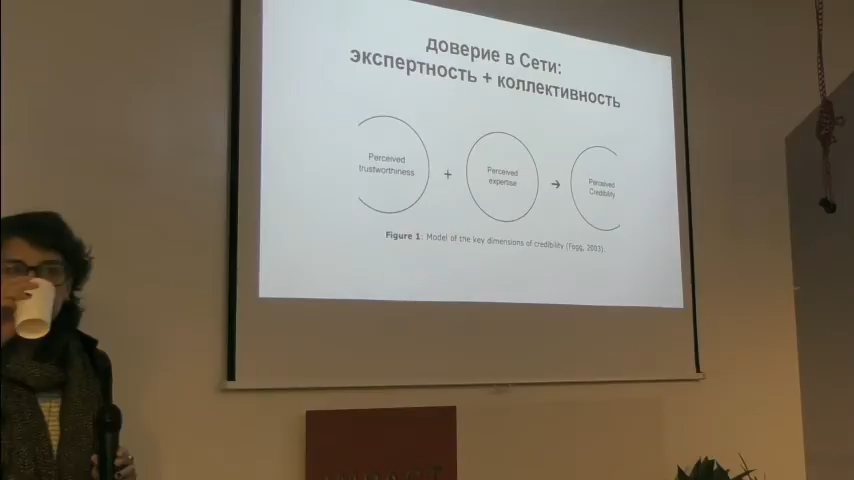 доверие в Сети:
экспертность + коллективность
Perceived
trustworthiness
+
Perceived
expertise
→
Perceived
Credibility
Figure 1: Model of the key dimensions of credibility (Fogg, 2003).